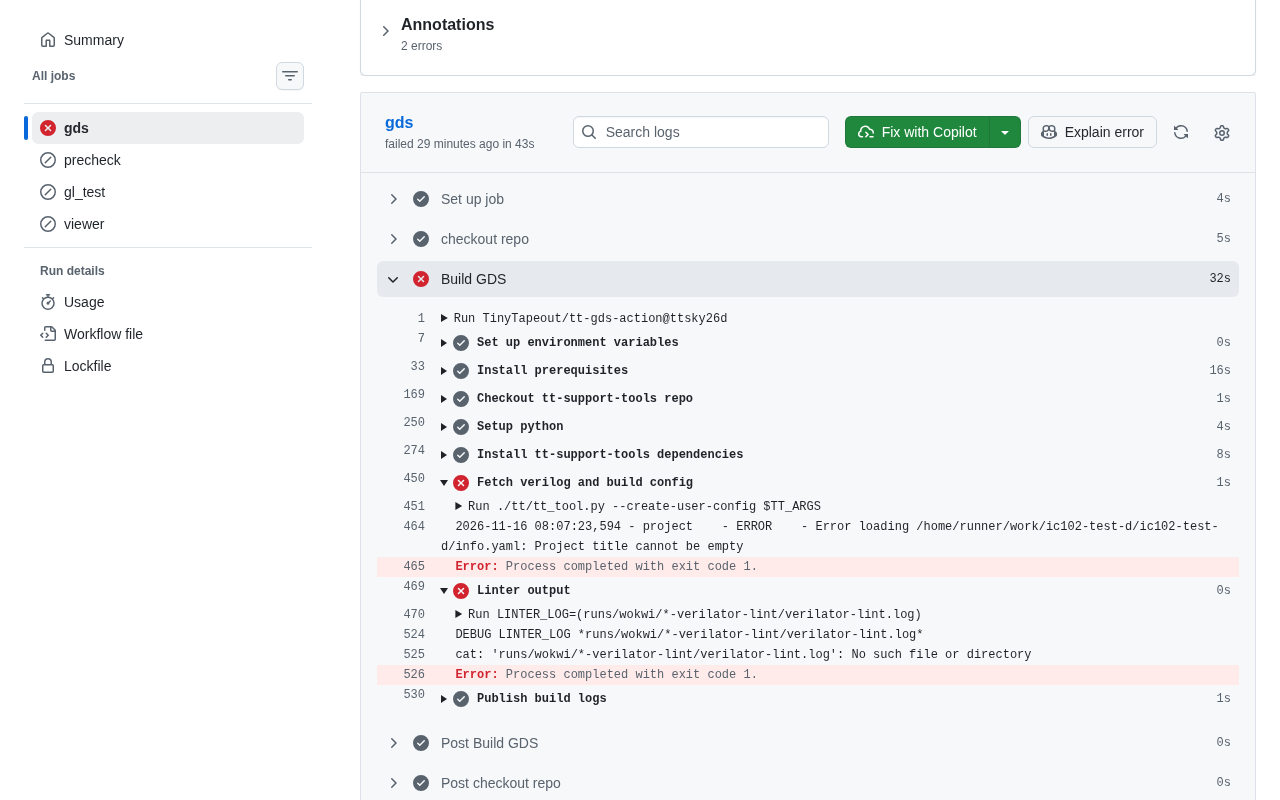 Summary
All jobs
gds
precheck
gl_test
viewer
Run details
Usage
Workflow file
Lockfile
Annotations
2 errors
gds
failed 29 minutes ago in 43s
Search logs
Fix with Copilot
Explain error
Set up job 4s
checkout repo 5s
Build GDS 32s
1 Run TinyTapeout/tt-gds-action@ttsky26d
7 Set up environment variables 0s
33 Install prerequisites 16s
169 Checkout tt-support-tools repo 1s
250 Setup python 4s
274 Install tt-support-tools dependencies 8s
450 Fetch verilog and build config 1s
451 Run ./tt/tt_tool.py --create-user-config $TT_ARGS
464 2026-11-16 08:07:23,594 - project    - ERROR    - Error loading /home/runner/work/ic102-test-d/ic102-test-
d/info.yaml: Project title cannot be empty
465 Error: Process completed with exit code 1.
469 Linter output 0s
470 Run LINTER_LOG=(runs/wokwi/*-verilator-lint/verilator-lint.log)
524 DEBUG LINTER_LOG *runs/wokwi/*-verilator-lint/verilator-lint.log*
525 cat: 'runs/wokwi/*-verilator-lint/verilator-lint.log': No such file or directory
526 Error: Process completed with exit code 1.
530 Publish build logs 1s
Post Build GDS 0s
Post checkout repo 0s